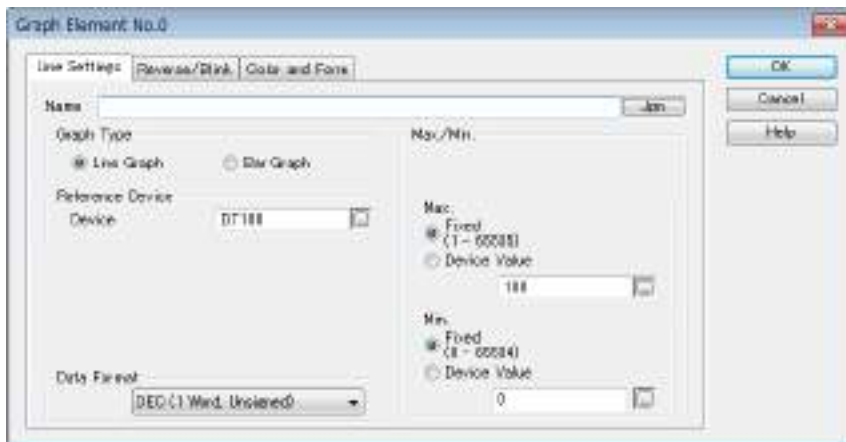 Graph Element No.0
Line Settings
Reverse/Blink
Color and Form
OK
Cancel
Help
Name
Graph Type
Line Graph
Bar Graph
Reference Device
Device
Max./Min.
Max.
Fixed
(1 - 65535)
Device Value
100
Min.
Fixed
(0 - 65534)
Device Value
0
Data Format
DEC (1 Word, Unsigned)